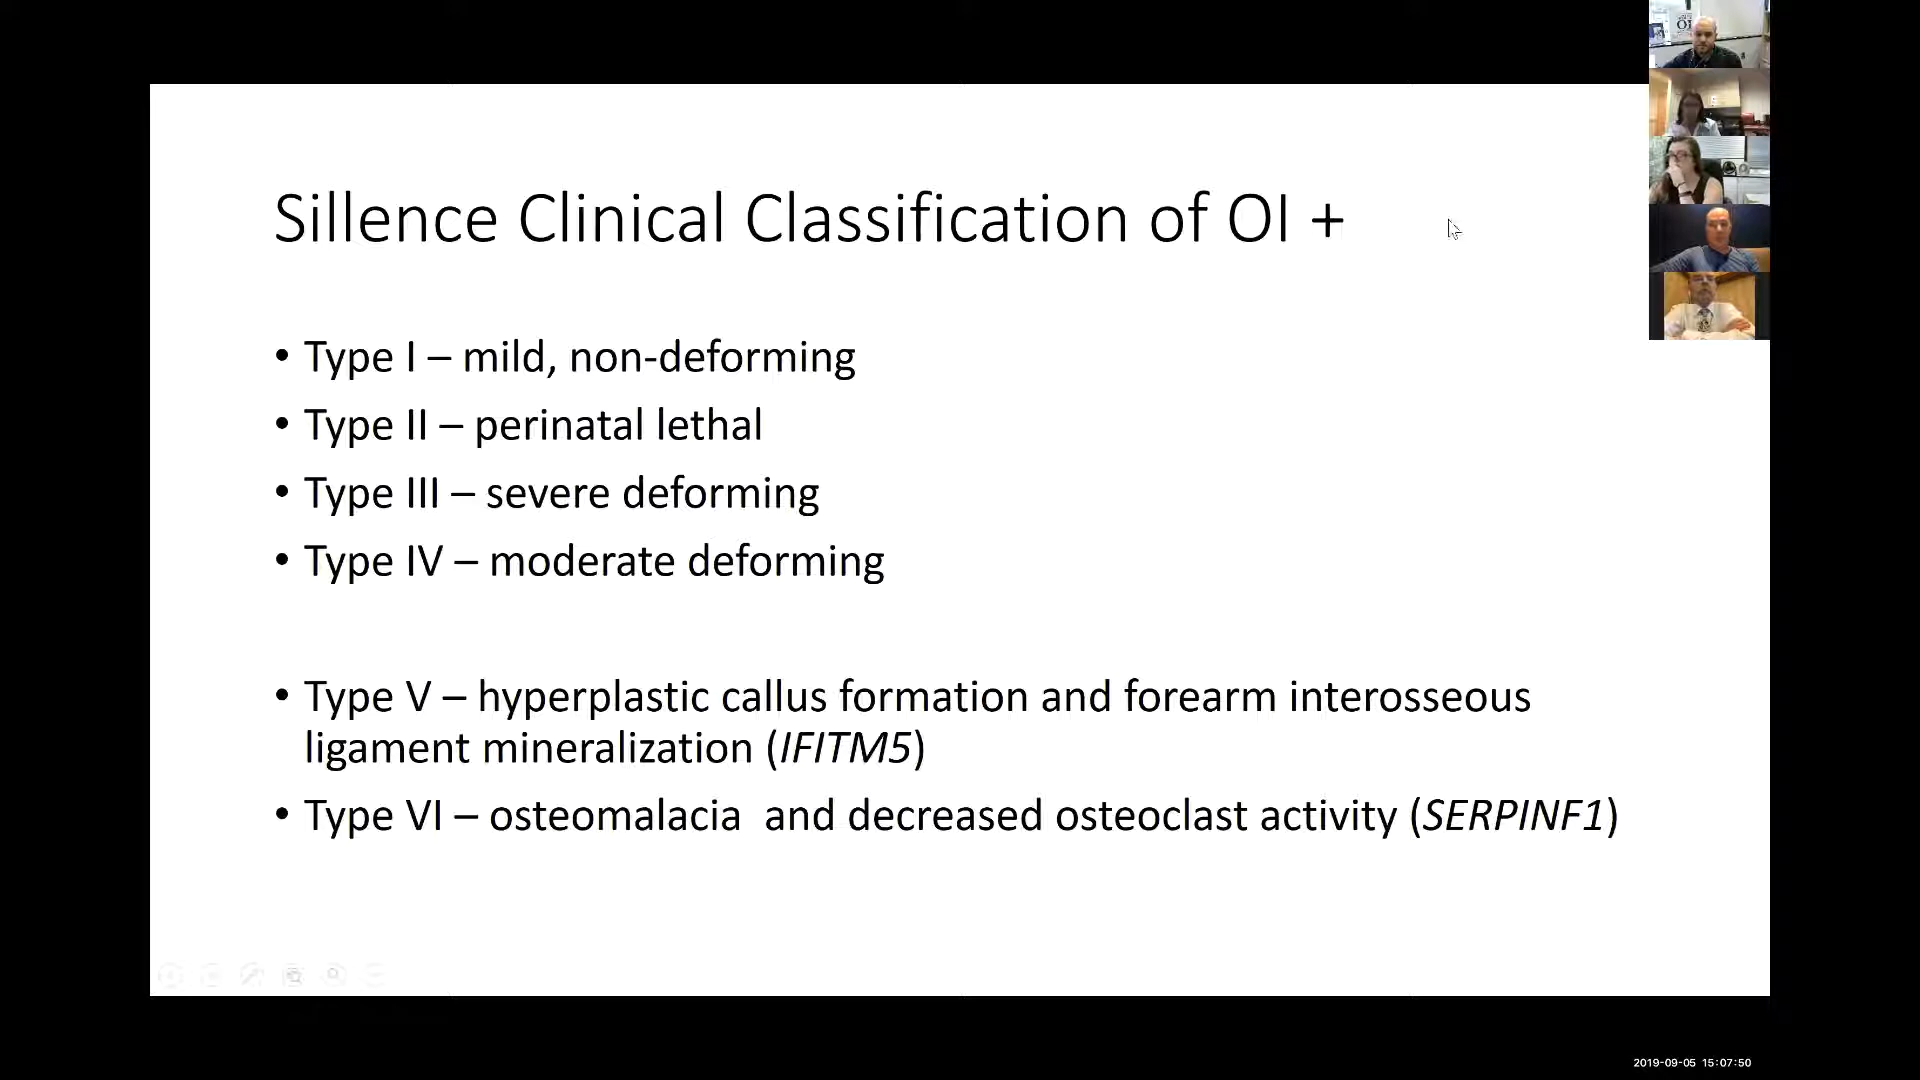 Sillence Clinical Classification of OI +
• Type I – mild, non-deforming
• Type II – perinatal lethal
• Type III – severe deforming
• Type IV – moderate deforming
• Type V – hyperplastic callus formation and forearm interosseous
ligament mineralization (IFITM5)
• Type VI – osteomalacia  and decreased osteoclast activity (SERPINF1)
2019-09-05 15:07:50